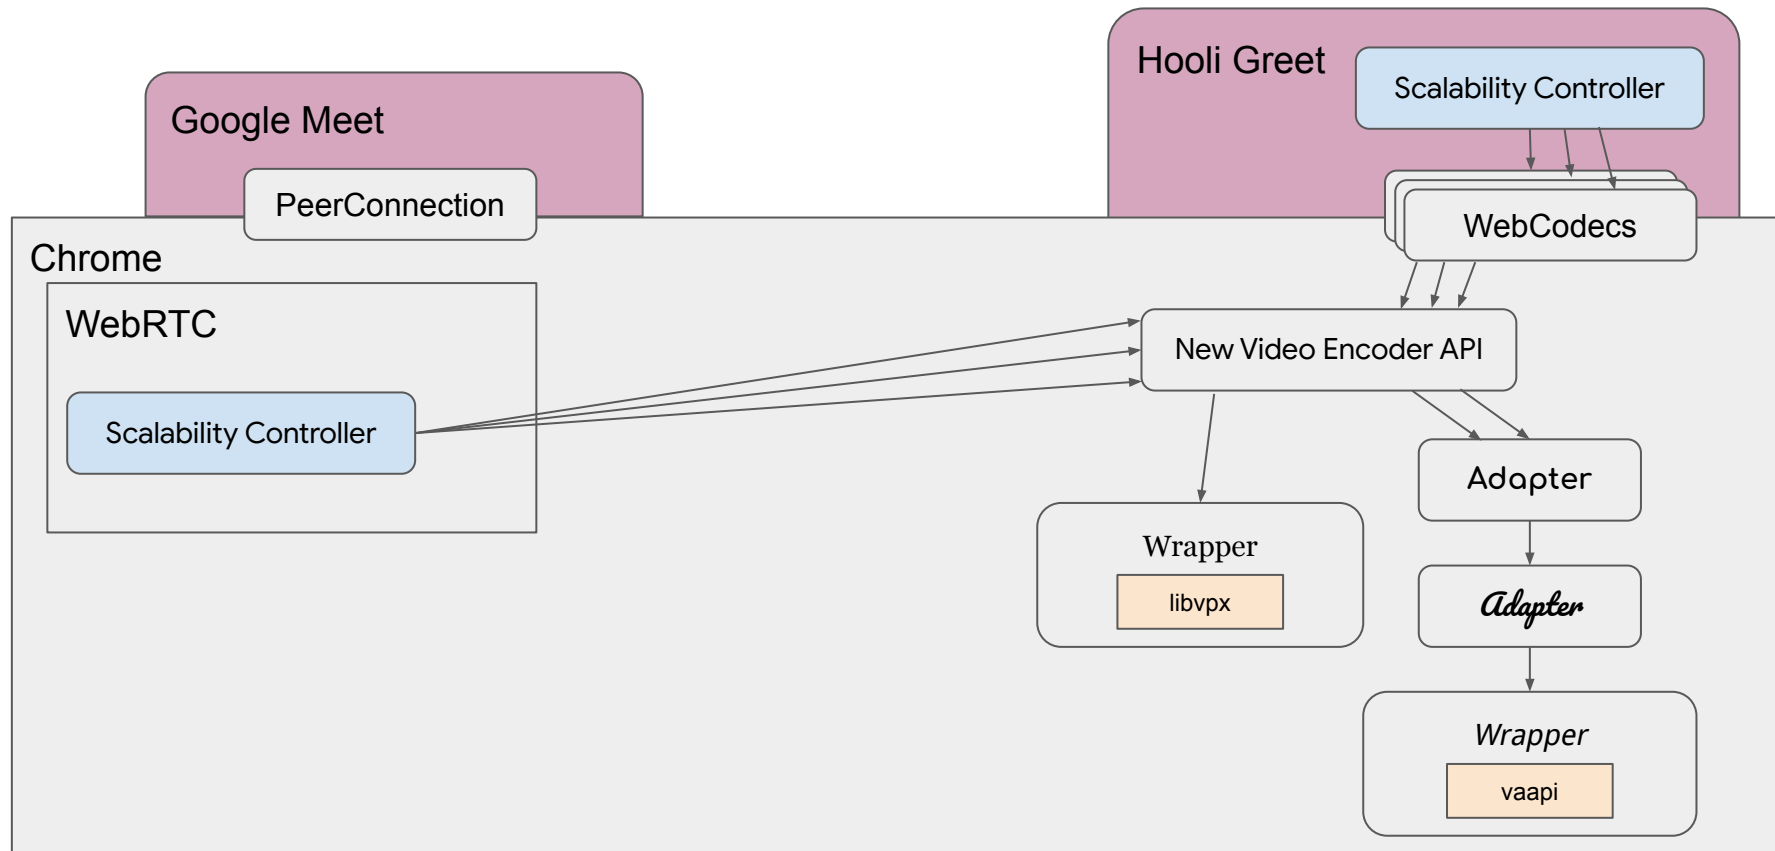 Hooli Greet
Scalability Controller
Google Meet
PeerConnection
WebCodecs
Chrome
WebRTC
New Video Encoder API
Scalability Controller
Adapter
Wrapper
libvpx
Adapter
Wrapper
vaapi